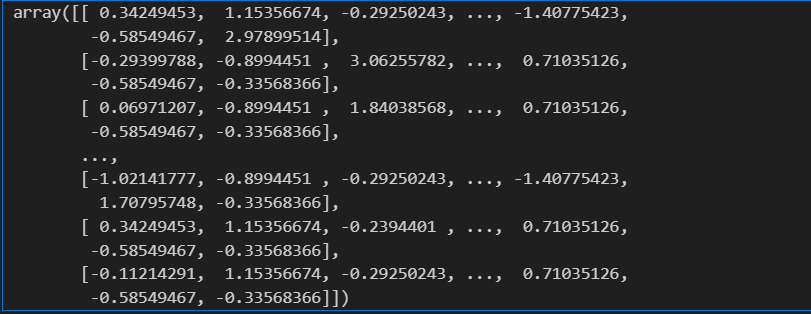 array([[ 0.34249453,  1.15356674, -0.29250243, ..., -1.40775423,
        -0.58549467,  2.97899514],
       [-0.29399788, -0.8994451 ,  3.06255782, ...,  0.71035126,
        -0.58549467, -0.33568366],
       [ 0.06971207, -0.8994451 ,  1.84038568, ...,  0.71035126,
        -0.58549467, -0.33568366],
       ...,
       [-1.02141777, -0.8994451 , -0.29250243, ..., -1.40775423,
         1.70795748, -0.33568366],
       [ 0.34249453,  1.15356674, -0.2394401 , ...,  0.71035126,
        -0.58549467, -0.33568366],
       [-0.11214291,  1.15356674, -0.29250243, ...,  0.71035126,
        -0.58549467, -0.33568366]])